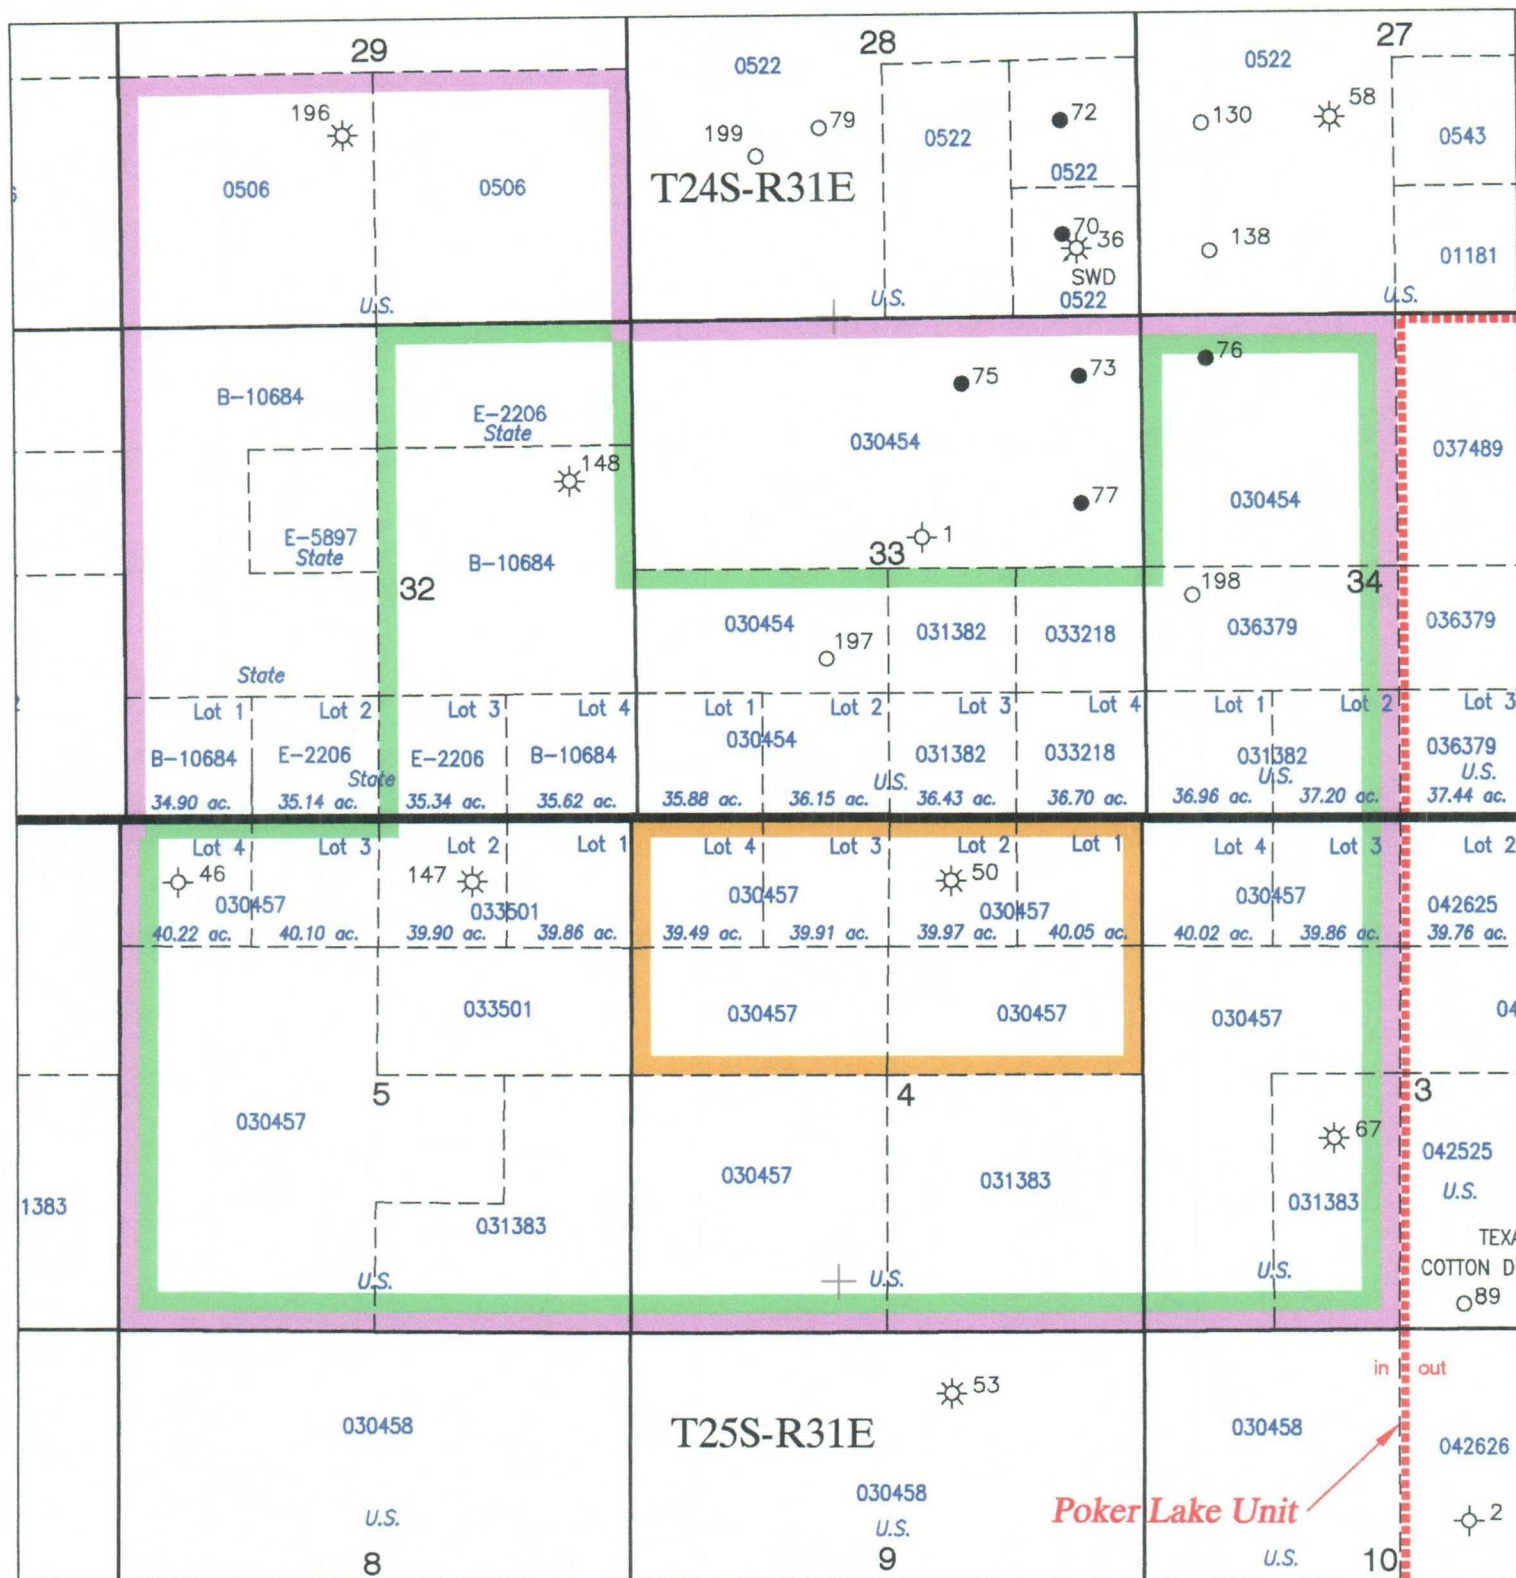 29
28
27
0522
0522
196
199
79
72
130
58
0522
0543
0506
0506
T24S-R31E
0522
70
36
138
SWD
01181
U.S.
U.S.
0522
U.S.
76
75
73
B-10684
E-2206
State
030454
037489
148
77
030454
E-5897
State
B-10684
33
1
32
34
198
030454
031382
033218
036379
036379
197
State
Lot 1
Lot 2
Lot 3
Lot 4
Lot 1
Lot 2
Lot 3
Lot 4
Lot 1
Lot 2
Lot 3
B-10684
E-2206
E-2206
B-10684
030454
031382
033218
031382
036379
State
U.S.
U.S.
U.S.
34.90 ac.
35.14 ac.
35.34 ac.
35.62 ac.
35.88 ac.
36.15 ac.
36.43 ac.
36.70 ac.
36.96 ac.
37.20 ac.
37.44 ac.
Lot 4
Lot 3
Lot 2
Lot 1
Lot 4
Lot 3
Lot 2
Lot 1
Lot 4
Lot 3
Lot 2
46
147
50
030457
033501
030457
030457
030457
042625
40.22 ac.
40.10 ac.
39.90 ac.
39.86 ac.
39.49 ac.
39.91 ac.
39.97 ac.
40.05 ac.
40.02 ac.
39.86 ac.
39.76 ac.
033501
030457
030457
030457
04
5
4
3
030457
67
042525
1383
031383
030457
031383
031383
U.S.
TEXA
U.S.
U.S.
U.S.
COTTON D
89
in
out
53
030458
T25S-R31E
030458
042626
030458
Poker Lake Unit
U.S.
U.S.
2
8
9
U.S.
10